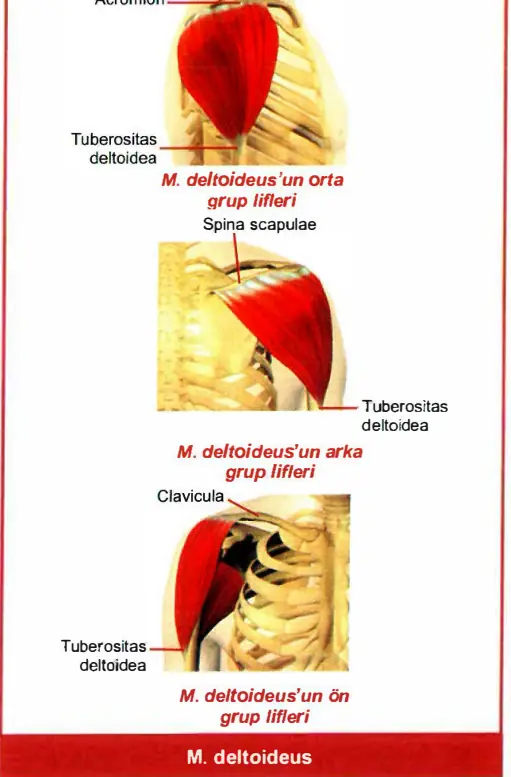 Acromion
Tuberositas
deltoidea
M. deltoideus'un orta
grup lifleri
Spina scapulae
Tuberositas
deltoidea
M. deltoideus'un arka
grup lifleri
Clavicula
Tuberositas
deltoidea
M. deltoideus'un ön
grup lifleri
M. deltoideus